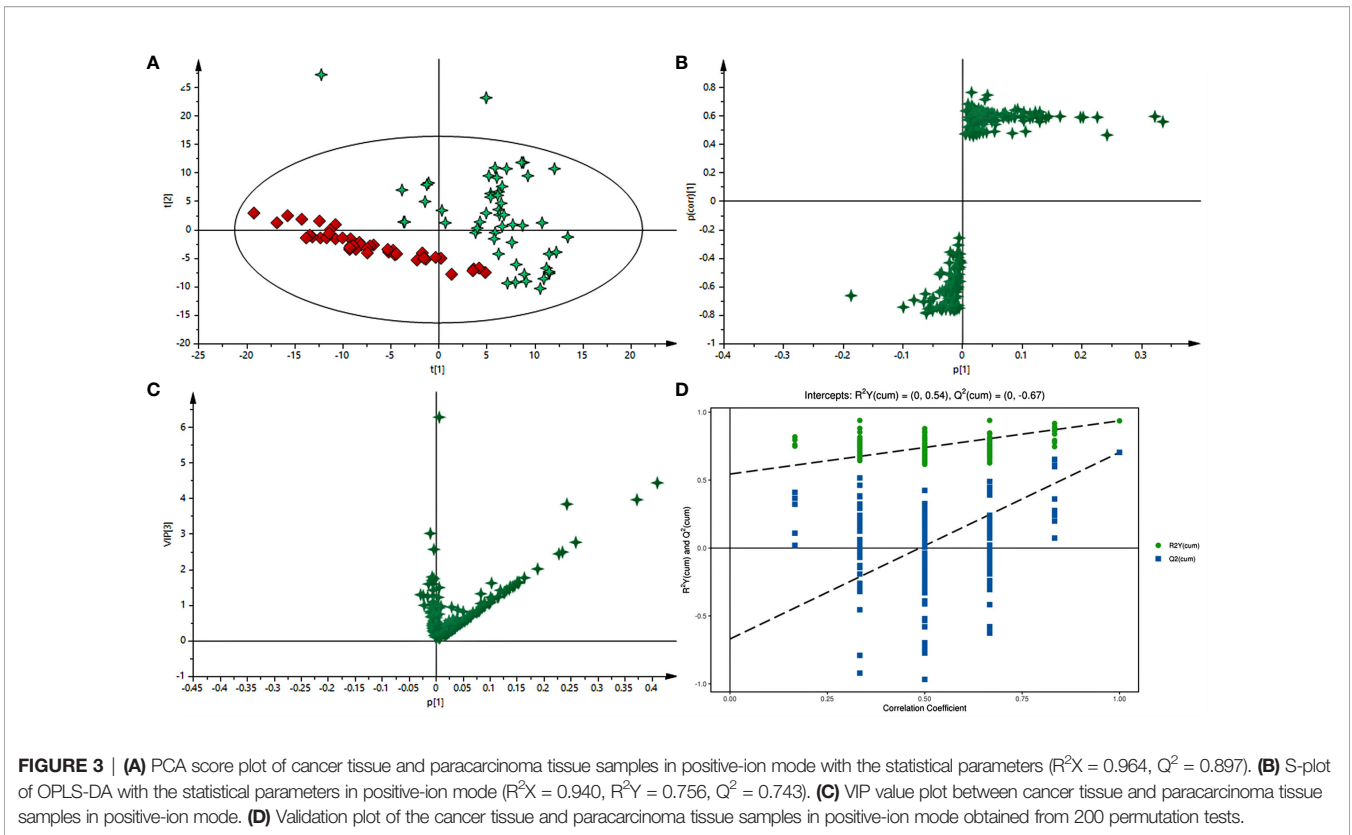 A
t[2]
25
20
15
10
5
0
-5
-10
-15
-20
-25 -20 -15 -10 -5 0 5 10 15 20
t[1]
B
p(corr)[1]
0.8
0.6
0.4
0.2
0
-0.2
-0.4
-0.6
-0.8
-1
-0.4 -0.3 -0.2 -0.1 0 0.1 0.2 0.3
p[1]
C
VIP[3]
6
5
4
3
2
1
0
-1
-0.45 -0.4 -0.35 -0.3 -0.25 -0.2 -0.15 -0.1 -0.05 0 0.05 0.1 0.15 0.2 0.25 0.3 0.35 0.4
p[1]
D
Intercepts: R²Y(cum) = (0, 0.54), Q²(cum) = (0, -0.67)
R²Y(cum) and Q²(cum)
1.0
0.5
0.0
-0.5
-1.0
0.00 0.25 0.50 0.75 1.00
Correlation Coefficient
R2Y(cum)
Q2(cum)
FIGURE 3 | (A) PCA score plot of cancer tissue and paracarcinoma tissue samples in positive-ion mode with the statistical parameters (R²X = 0.964, Q² = 0.897). (B) S-plot
of OPLS-DA with the statistical parameters in positive-ion mode (R²X = 0.940, R²Y = 0.756, Q² = 0.743). (C) VIP value plot between cancer tissue and paracarcinoma tissue
samples in positive-ion mode. (D) Validation plot of the cancer tissue and paracarcinoma tissue samples in positive-ion mode obtained from 200 permutation tests.